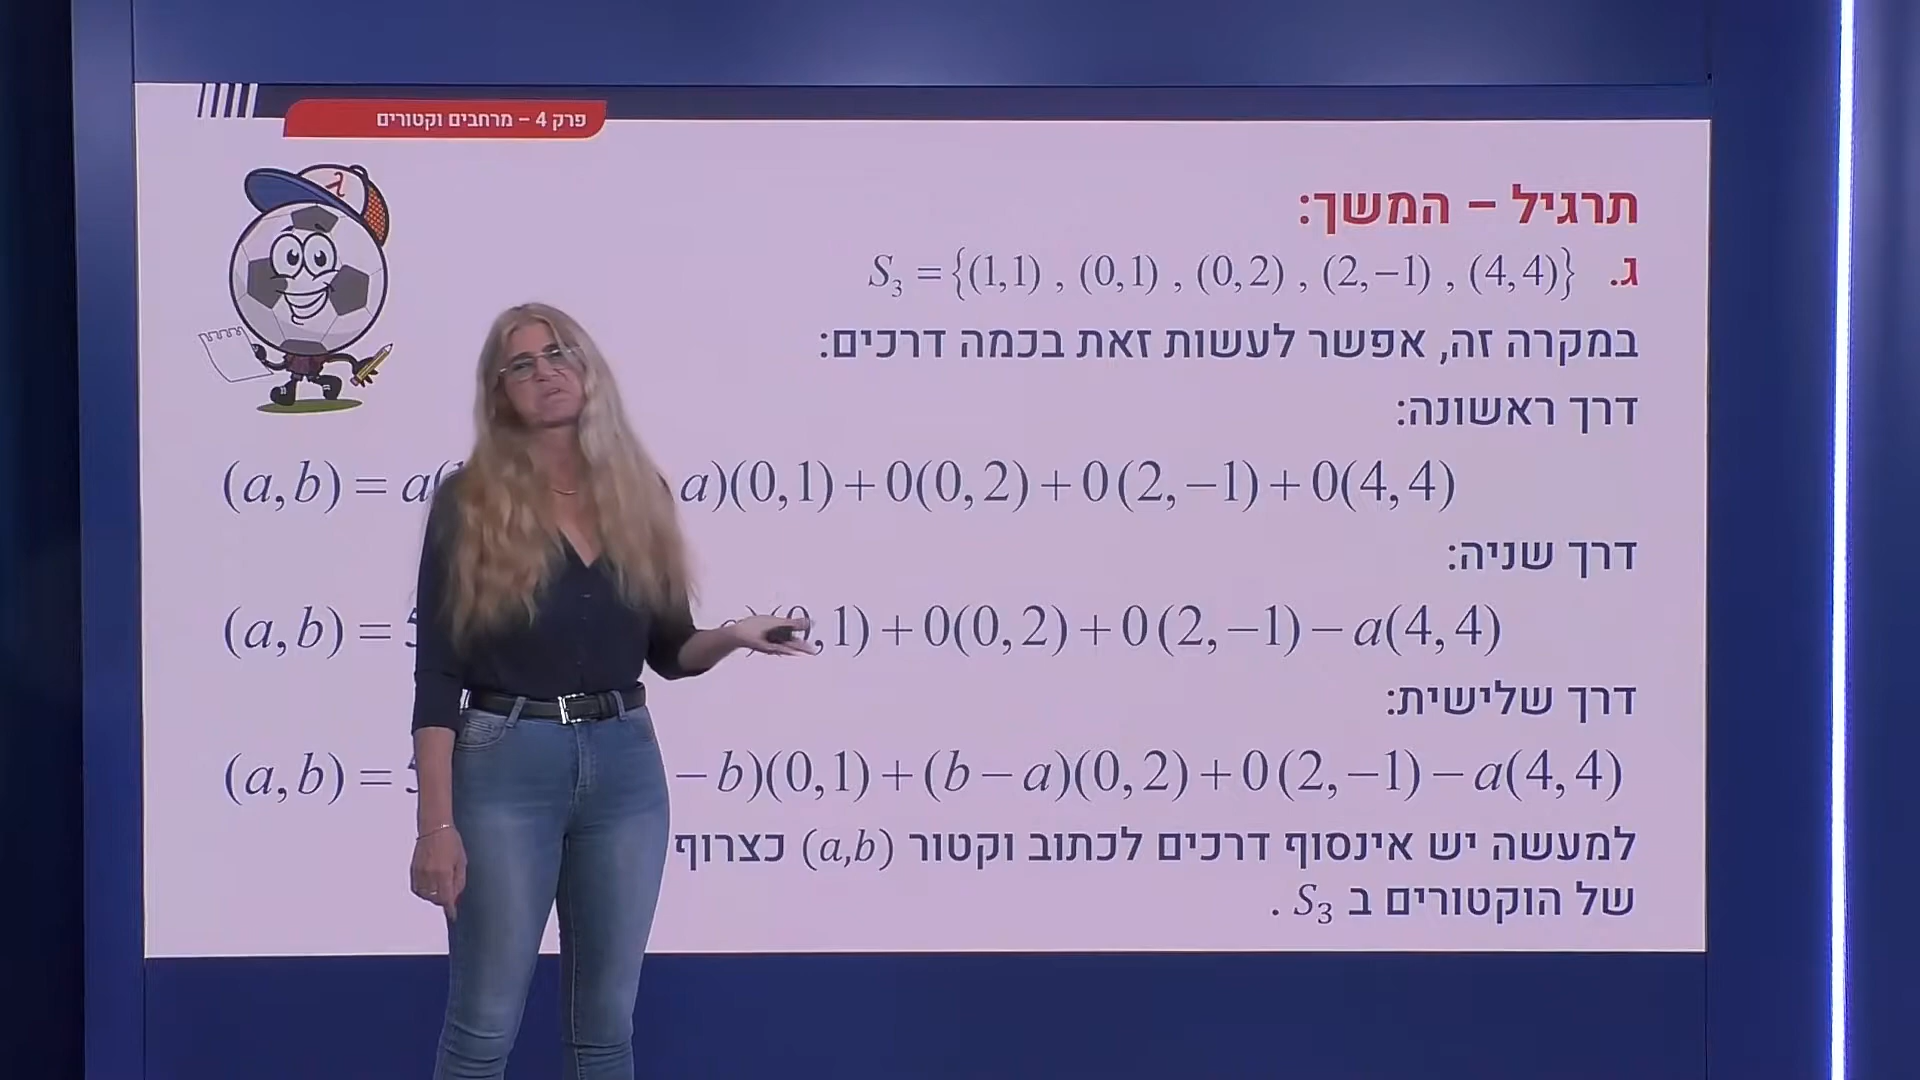 פרק 4 – מרחבים וקטורים
תרגיל – המשך:
ג. S₃ = {(1,1) , (0,1) , (0,2) , (2,−1) , (4,4)}
במקרה זה, אפשר לעשות זאת בכמה דרכים:
דרך ראשונה:
(a,b) = a( a)(0,1) + 0(0,2) + 0(2,−1) + 0(4,4)
דרך שניה:
(a,b) = 5 ,1) + 0(0,2) + 0(2,−1) − a(4,4)
דרך שלישית:
(a,b) = 5 − b)(0,1) + (b − a)(0,2) + 0(2,−1) − a(4,4)
למעשה יש אינסוף דרכים לכתוב וקטור (a,b) כצרוף
של הוקטורים ב S₃ .